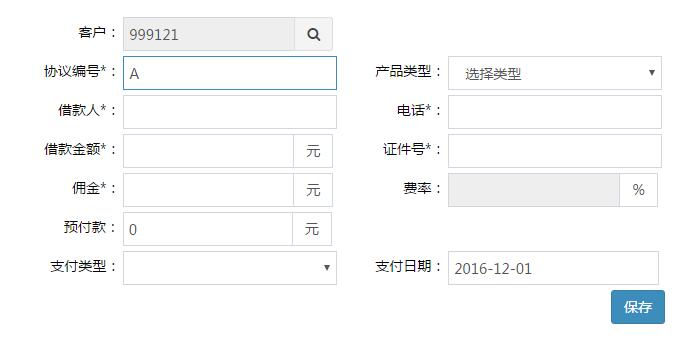 客户： 999121
协议编号*： A 产品类型： 选择类型
借款人*： 电话*：
借款金额*： 元 证件号*：
佣金*： 元 费率： %
预付款： 0 元
支付类型： 支付日期： 2016-12-01
保存